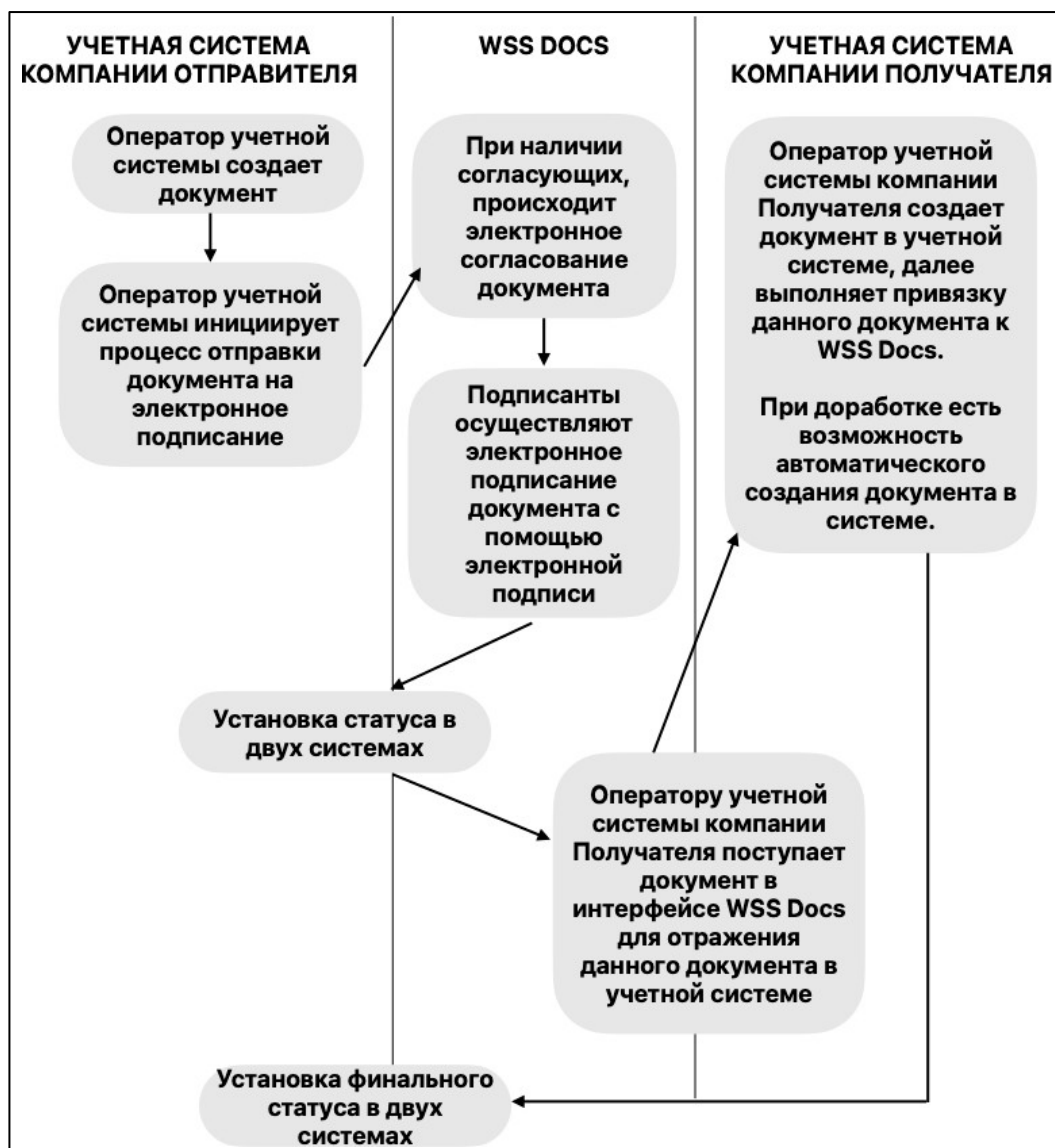 УЧЕТНАЯ СИСТЕМА
КОМПАНИИ ОТПРАВИТЕЛЯ
WSS DOCS
УЧЕТНАЯ СИСТЕМА
КОМПАНИИ ПОЛУЧАТЕЛЯ
Оператор учетной
системы создает
документ
Оператор учетной
системы инициирует
процесс отправки
документа на
электронное
подписание
При наличии
согласующих,
происходит
электронное
согласование
документа
Подписанты
осуществляют
электронное
подписание
документа с
помощью
электронной
подписи
Установка статуса в
двух системах
Оператору учетной
системы компании
Получателя поступает
документ в
интерфейсе WSS Docs
для отражения
данного документа в
учетной системе
Оператор учетной
системы компании
Получателя создает
документ в учетной
системе, далее
выполняет привязку
данного документа к
WSS Docs.
При доработке есть
возможность
автоматического
создания документа в
системе.
Установка финального
статуса в двух
системах